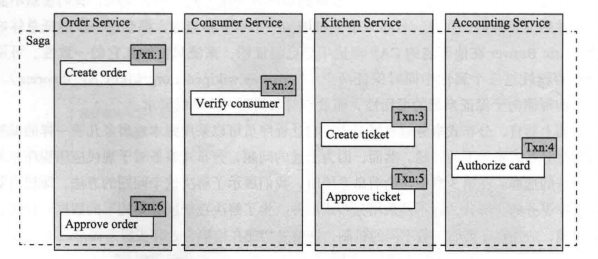 Order Service
Consumer Service
Kitchen Service
Accounting Service
Saga
Txn:1
Create order
Txn:2
Verify consumer
Txn:3
Create ticket
Txn:4
Authorize card
Txn:5
Approve ticket
Txn:6
Approve order